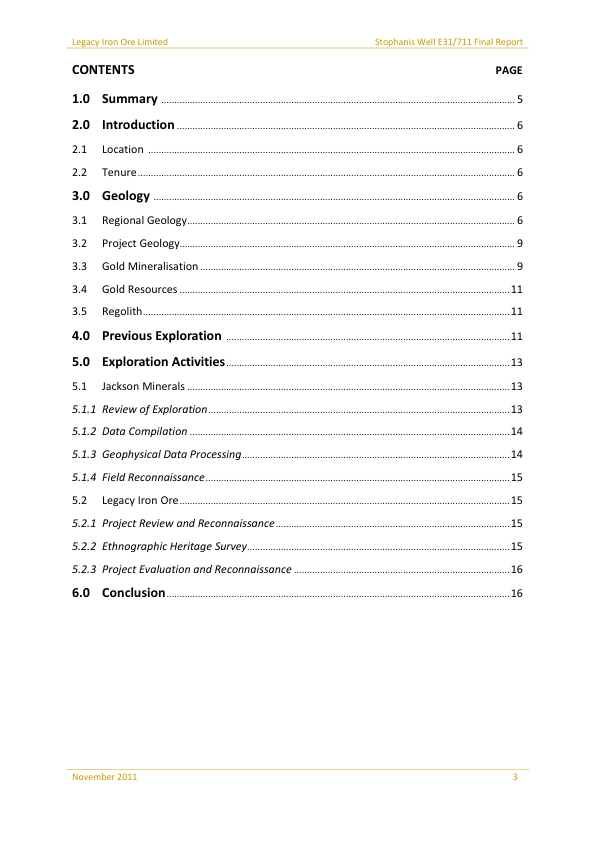 Legacy Iron Ore Limited Stophanis Well E31/711 Final Report
CONTENTS PAGE
1.0 Summary 5
2.0 Introduction 6
2.1 Location 6
2.2 Tenure 6
3.0 Geology 6
3.1 Regional Geology 6
3.2 Project Geology 9
3.3 Gold Mineralisation 9
3.4 Gold Resources 11
3.5 Regolith 11
4.0 Previous Exploration 11
5.0 Exploration Activities 13
5.1 Jackson Minerals 13
5.1.1 Review of Exploration 13
5.1.2 Data Compilation 14
5.1.3 Geophysical Data Processing 14
5.1.4 Field Reconnaissance 15
5.2 Legacy Iron Ore 15
5.2.1 Project Review and Reconnaissance 15
5.2.2 Ethnographic Heritage Survey 15
5.2.3 Project Evaluation and Reconnaissance 16
6.0 Conclusion 16
November 2011 3